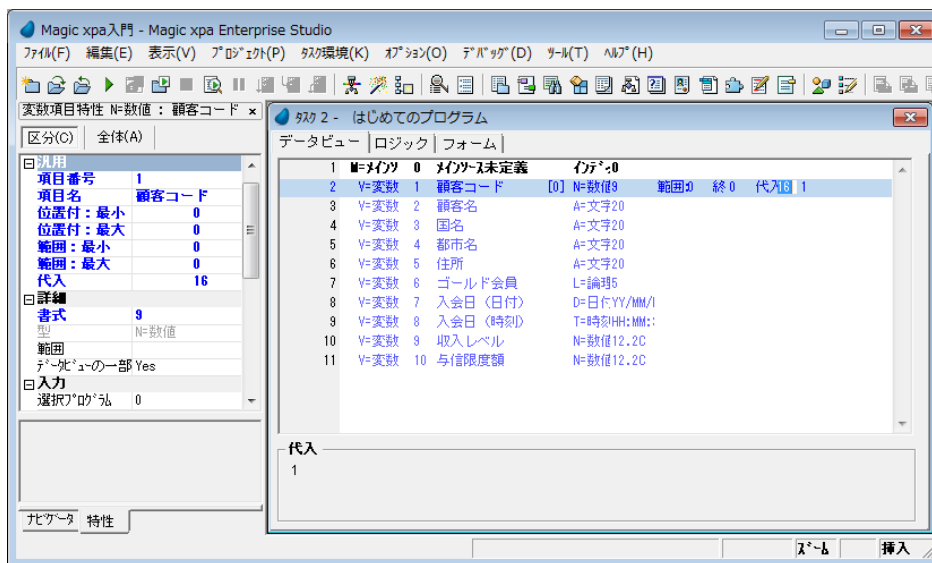 Magic xpa入門 - Magic xpa Enterprise Studio
ﾌｧｲﾙ(F) 編集(E) 表示(V) ﾌﾟﾛｼﾞｪｸﾄ(P) ﾀｽｸ環境(K) ｵﾌﾟｼｮﾝ(O) ﾃﾞﾊﾞｯｸﾞ(D) ﾂｰﾙ(T) ﾍﾙﾌﾟ(H)
変数項目特性 N=数値 : 顧客コード ×
区分(C) 全体(A)
汎用
項目番号 1
項目名 顧客コード
位置付：最小 0
位置付：最大 0
範囲：最小 0
範囲：最大 0
代入 16
詳細
書式 9
型 N=数値
範囲
ﾃﾞｰﾀﾋﾞｭｰの一部 Yes
入力
選択ﾌﾟﾛｸﾞﾗﾑ 0
ﾅﾋﾞｹﾞｰﾀ 特性
ﾀｽｸ 2 - はじめてのプログラム
データビュー ロジック フォーム
1 M=ﾒｲﾝｿ 0 ﾒｲﾝｿｰｽ未定義 ｲﾝﾃﾞｯ:0
2 V=変数 1 顧客コード [0] N=数値9 範囲:0 終 0 代入:16 1
3 V=変数 2 顧客名 A=文字20
4 V=変数 3 国名 A=文字20
5 V=変数 4 都市名 A=文字20
6 V=変数 5 住所 A=文字20
7 V=変数 6 ゴールド会員 L=論理5
8 V=変数 7 入会日（日付） D=日付YY/MM/
9 V=変数 8 入会日（時刻） T=時刻HH:MM:
10 V=変数 9 収入レベル N=数値12.2C
11 V=変数 10 与信限度額 N=数値12.2C
代入
1
ｽﾞｰﾑ 挿入